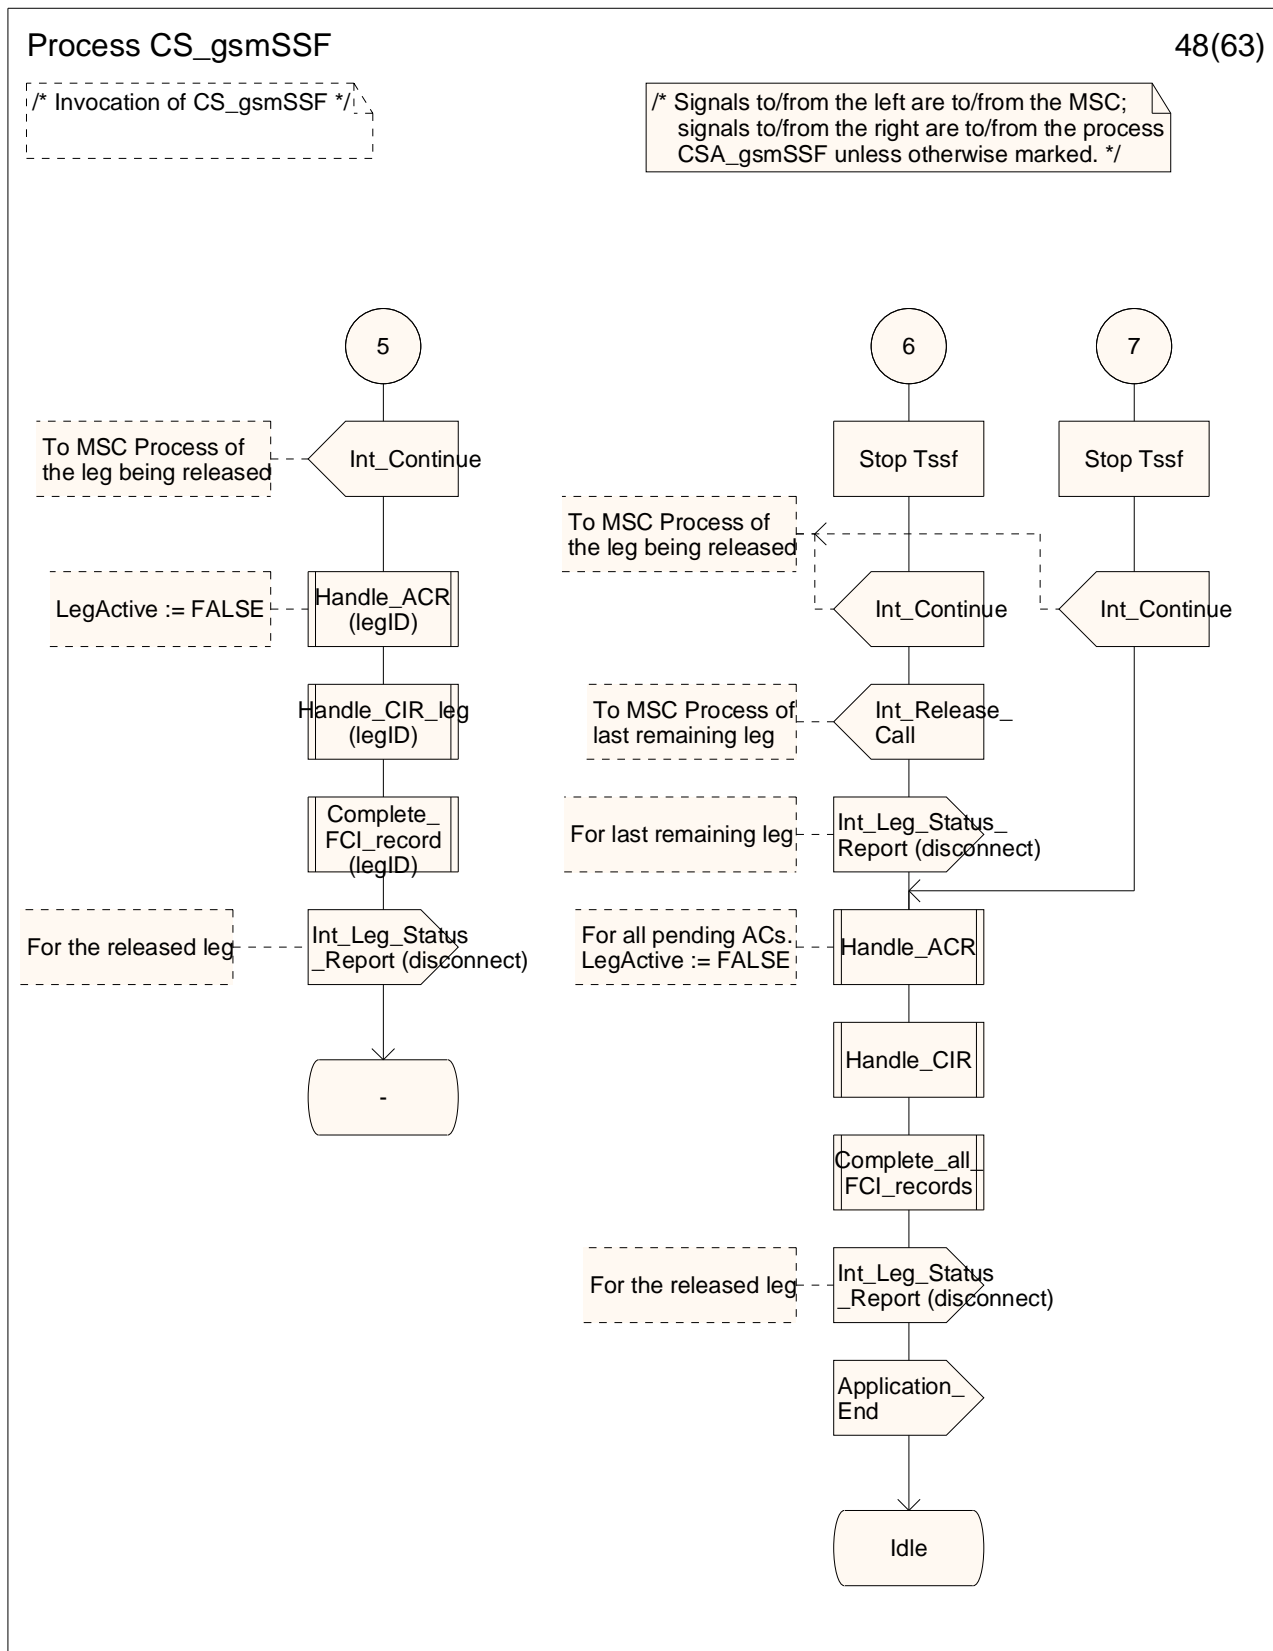 Process CS_gsmSSF
48(63)
/* Invocation of CS_gsmSSF */
/* Signals to/from the left are to/from the MSC;
signals to/from the right are to/from the process
CSA_gsmSSF unless otherwise marked. */
5
To MSC Process of
the leg being released
Int_Continue
LegActive := FALSE
Handle_ACR
(legID)
Handle_CIR_leg
(legID)
Complete_
FCI_record
(legID)
For the released leg
Int_Leg_Status
_Report (disconnect)
-
6
7
Stop Tssf
Stop Tssf
To MSC Process of
the leg being released
Int_Continue
Int_Continue
To MSC Process of
last remaining leg
Int_Release_
Call
For last remaining leg
Int_Leg_Status_
Report (disconnect)
For all pending ACs.
LegActive := FALSE
Handle_ACR
Handle_CIR
Complete_all_
FCI_records
For the released leg
Int_Leg_Status
_Report (disconnect)
Application_
End
Idle